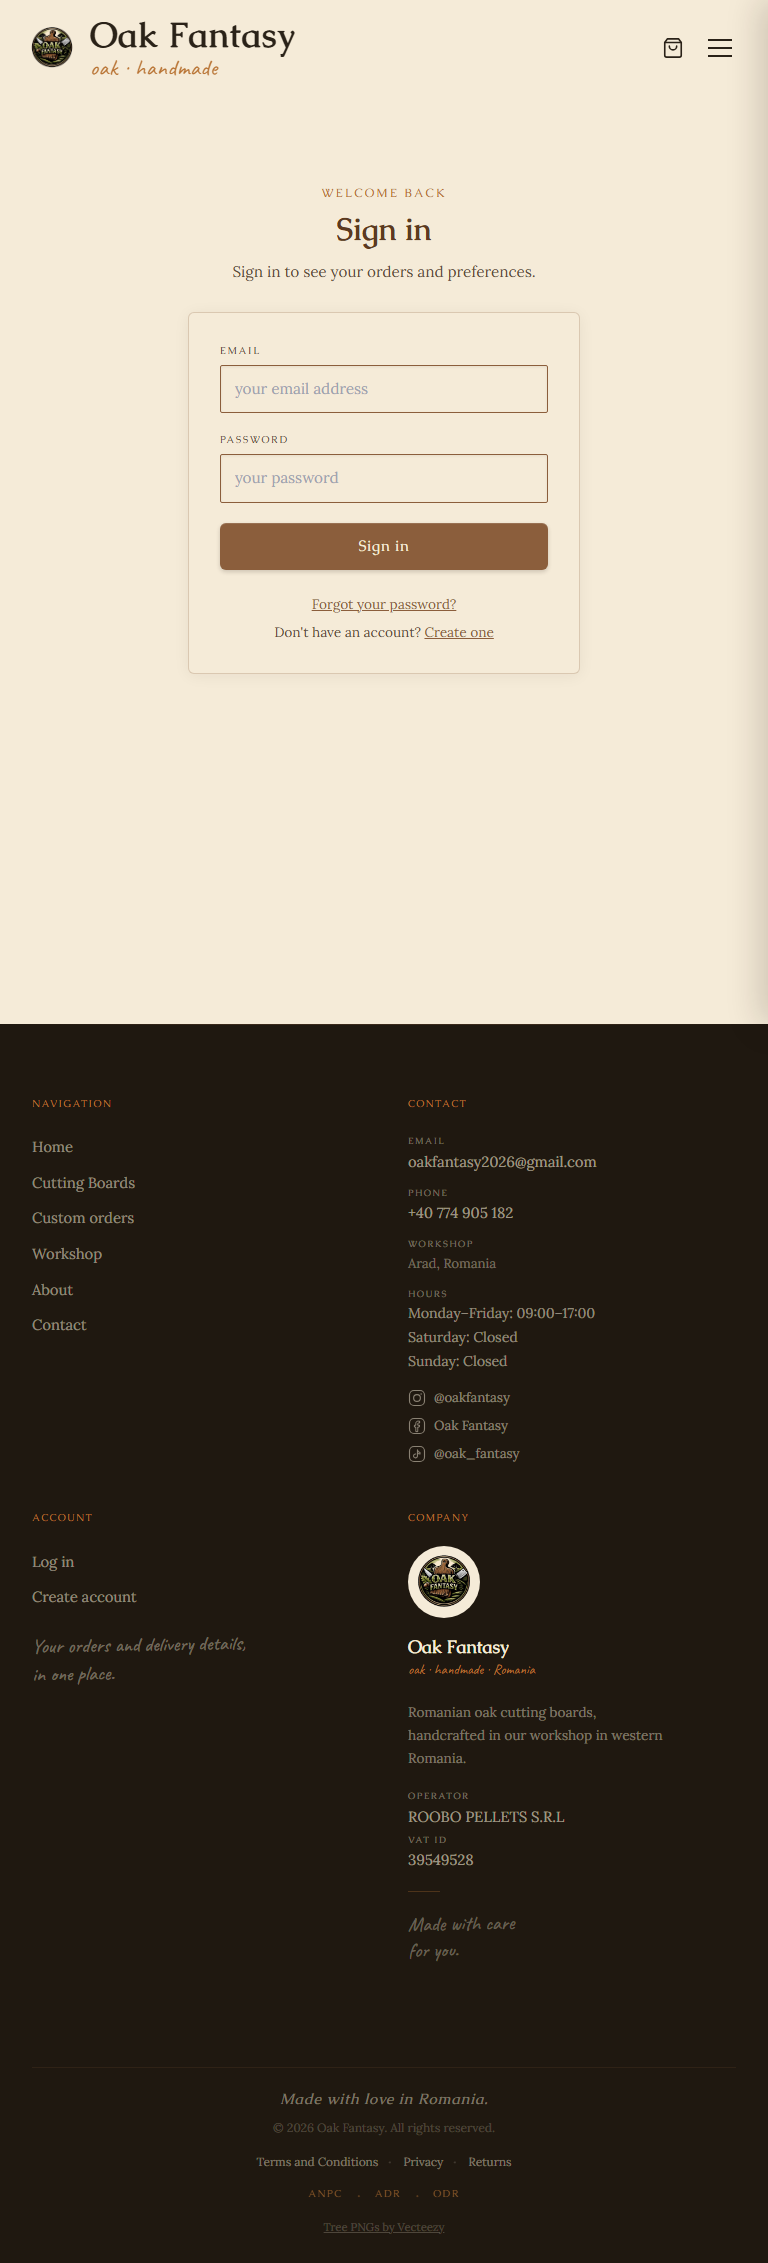 Oak Fantasy
oak · handmade
WELCOME BACK
Sign in
Sign in to see your orders and preferences.
EMAIL
your email address
PASSWORD
your password
Sign in
Forgot your password?
Don't have an account? Create one
NAVIGATION
Home
Cutting Boards
Custom orders
Workshop
About
Contact
CONTACT
EMAIL
oakfantasy2026@gmail.com
PHONE
+40 774 905 182
WORKSHOP
Arad, Romania
HOURS
Monday–Friday: 09:00–17:00
Saturday: Closed
Sunday: Closed
@oakfantasy
Oak Fantasy
@oak_fantasy
ACCOUNT
Log in
Create account
Your orders and delivery details,
in one place.
COMPANY
OAK
FANTASY
Oak Fantasy
oak · handmade · Romania
Romanian oak cutting boards,
handcrafted in our workshop in western
Romania.
OPERATOR
ROOBO PELLETS S.R.L
VAT ID
39549528
Made with care
for you.
Made with love in Romania.
© 2026 Oak Fantasy. All rights reserved.
Terms and Conditions · Privacy · Returns
ANPC · ADR · ODR
Tree PNGs by Vecteezy